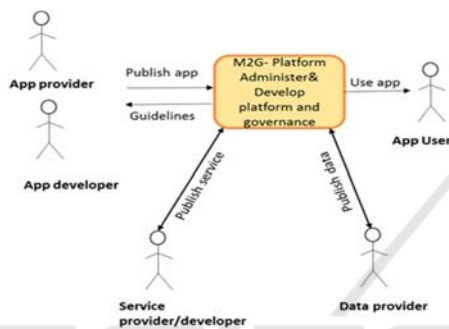 App provider
Publish app
Guidelines
App developer
M2G- Platform
Administer&
Develop
platform and
governance
Use app
App User
Publish service
Publish data
Service
provider/developer
Data provider